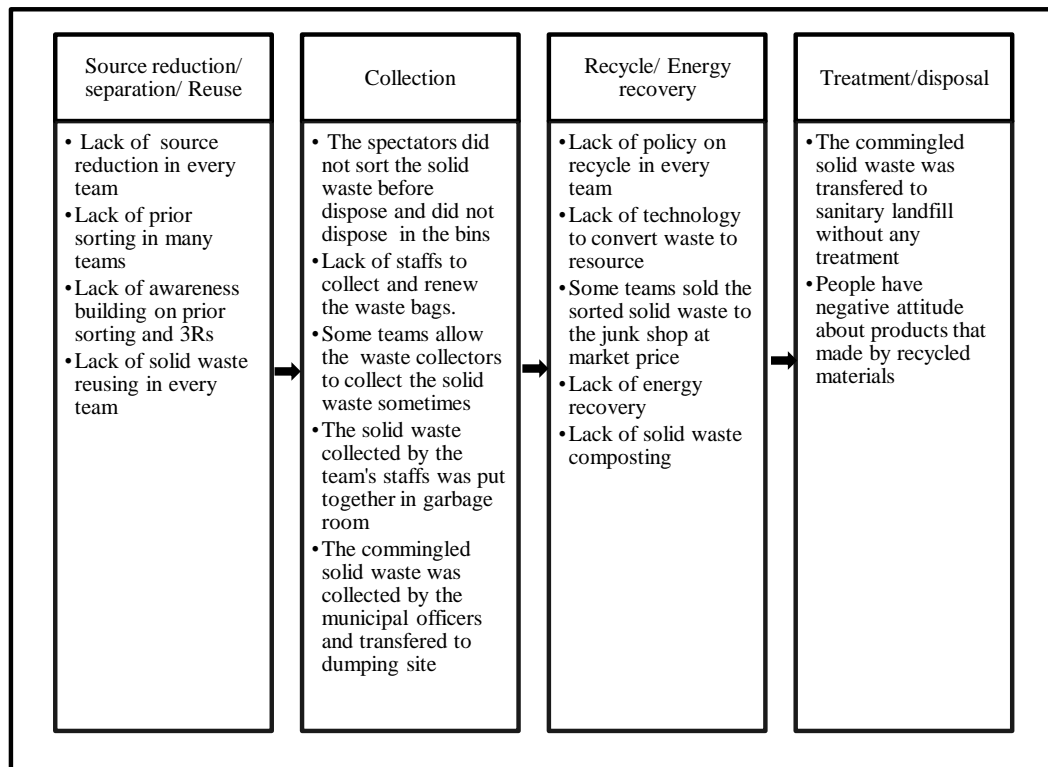 Source reduction/
separation/ Reuse
• Lack of source
reduction in every
team
•Lack of prior
sorting in many
teams
•Lack of awareness
building on prior
sorting and 3Rs
•Lack of solid waste
reusing in every
team
Collection
• The spectators did
not sort the solid
waste before
dispose and did not
dispose in the bins
•Lack of staffs to
collect and renew
the waste bags.
•Some teams allow
the waste collectors
to collect the solid
waste sometimes
•The solid waste
collected by the
team's staffs was put
together in garbage
room
•The commingled
solid waste was
collected by the
municipal officers
and transfered to
dumping site
Recycle/ Energy
recovery
•Lack of policy on
recycle in every
team
•Lack of technology
to convert waste to
resource
•Some teams sold the
sorted solid waste to
the junk shop at
market price
•Lack of energy
recovery
•Lack of solid waste
composting
Treatment/disposal
•The commingled
solid waste was
transfered to
sanitary landfill
without any
treatment
•People have
negative attitude
about products that
made by recycled
materials